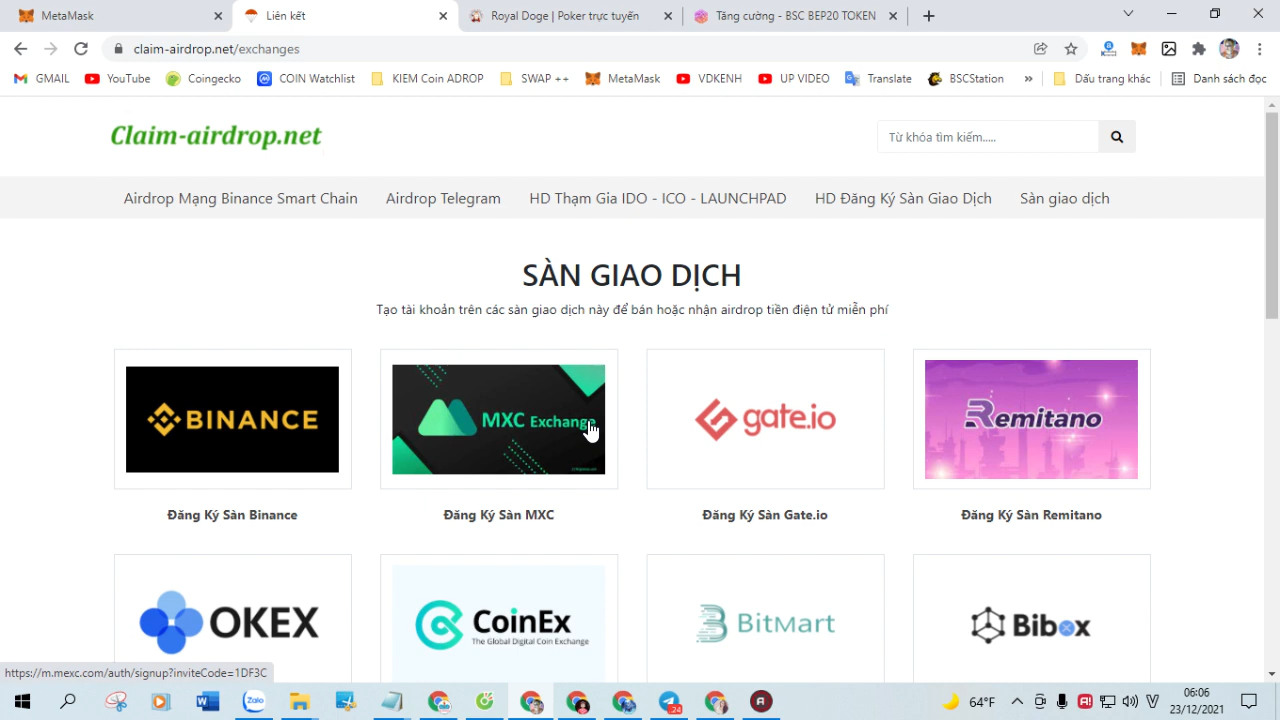 MetaMask
Liên kết
Royal Doge | Poker trực tuyến
Tăng cường - BSC BEP20 TOKEN
claim-airdrop.net/exchanges
GMAIL
YouTube
Coingecko
COIN Watchlist
KIEM Coin ADROP
SWAP ++
MetaMask
VDKENH
UP VIDEO
Translate
BSCStation
»
Dấu trang khác
Danh sách đọc
Claim-airdrop.net
Từ khóa tìm kiếm.....
Airdrop Mạng Binance Smart Chain
Airdrop Telegram
HD Thạm Gia IDO - ICO - LAUNCHPAD
HD Đăng Ký Sàn Giao Dịch
Sàn giao dịch
SÀN GIAO DỊCH
Tạo tài khoản trên các sàn giao dịch này để bán hoặc nhận airdrop tiền điện tử miễn phí
BINANCE
MXC Exchange
gate.io
Remitano
Đăng Ký Sàn Binance
Đăng Ký Sàn MXC
Đăng Ký Sàn Gate.io
Đăng Ký Sàn Remitano
OKEX
CoinEx
The Global Digital Coin Exchange
BitMart
Bibox
https://m.mexc.com/auth/signup?inviteCode=1DF3C
Zalo
24
64°F
06:06
23/12/2021